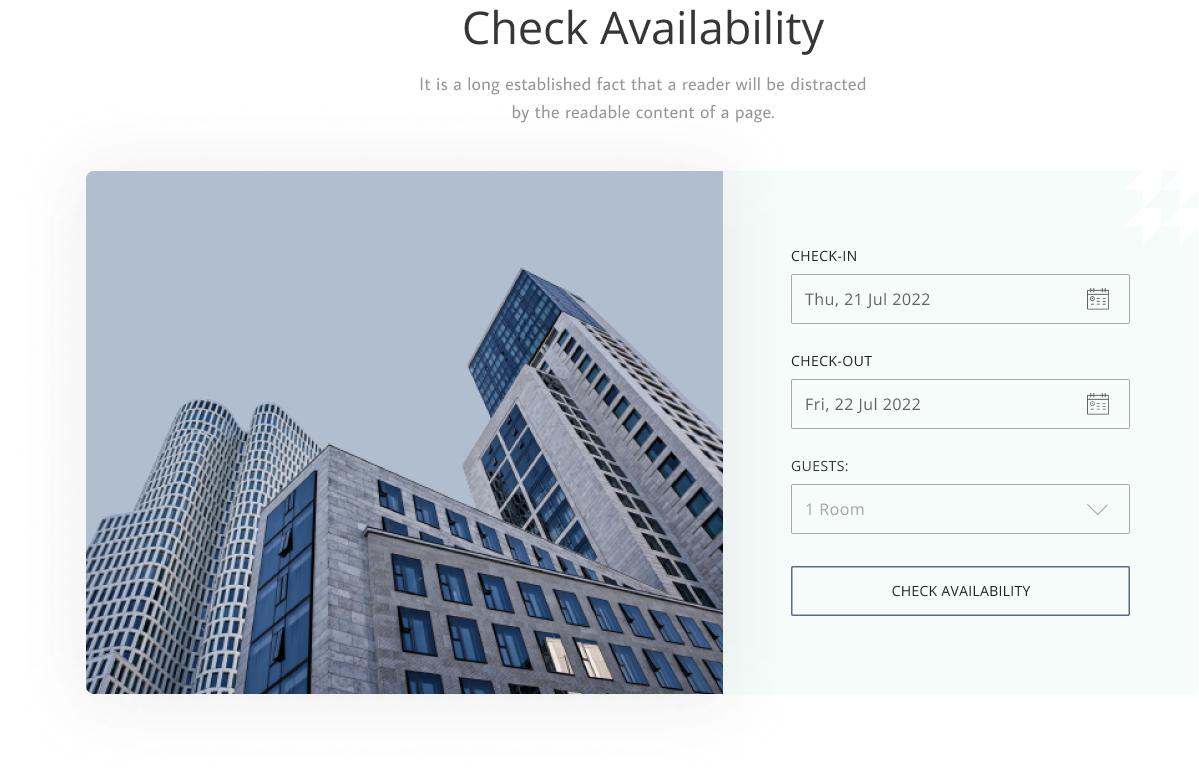 Check Availability
It is a long established fact that a reader will be distracted
by the readable content of a page.
CHECK-IN
Thu, 21 Jul 2022
CHECK-OUT
Fri, 22 Jul 2022
GUESTS:
1 Room
CHECK AVAILABILITY